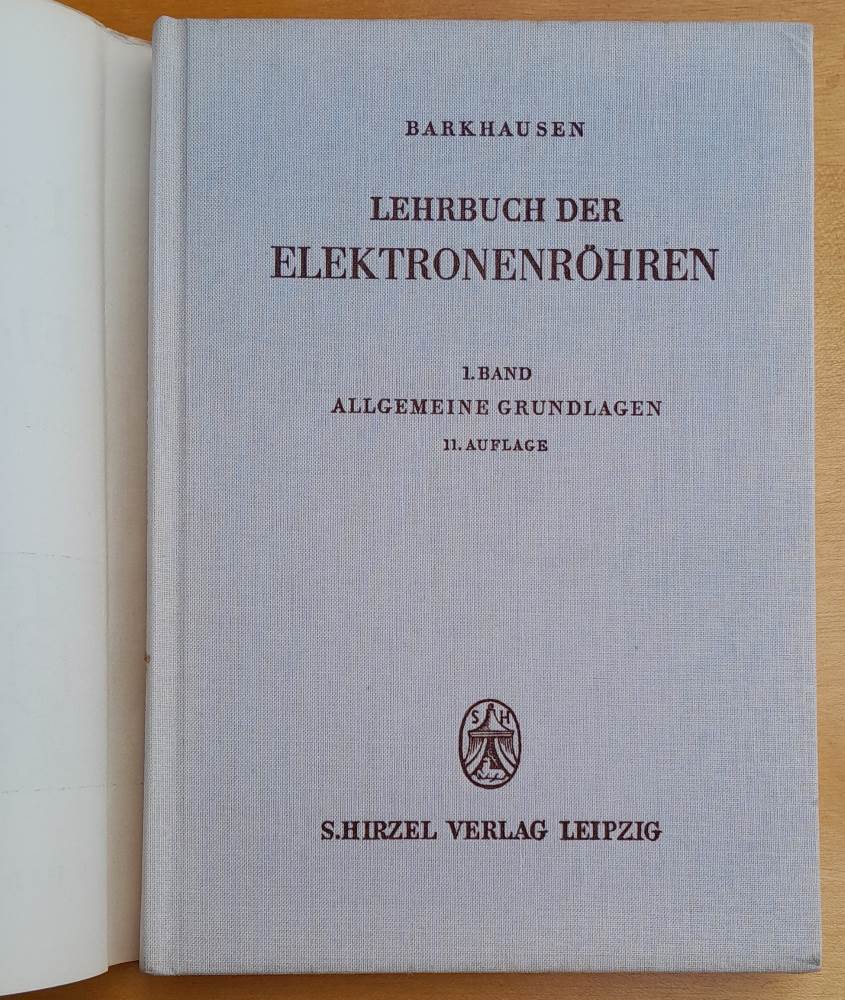 BARKHAUSEN
LEHRBUCH DER
ELEKTRONENRÖHREN
1. BAND
ALLGEMEINE GRUNDLAGEN
11. AUFLAGE
S H
S. HIRZEL VERLAG LEIPZIG